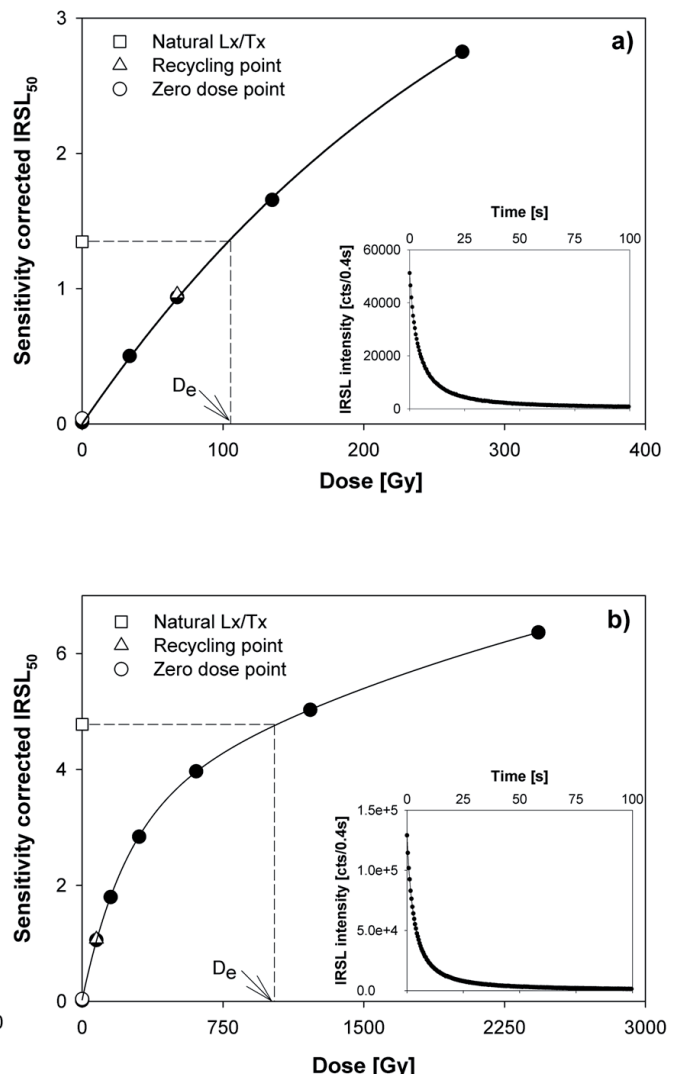 3
a)
Natural Lx/Tx
Recycling point
Zero dose point
2
1
0
Sensitivity corrected IRSL50
De
0 100 200 300 400
Dose [Gy]
Time [s]
0 25 50 75 100
60000
40000
20000
0
IRSL intensity [cts/0.4s]
b)
Natural Lx/Tx
Recycling point
Zero dose point
6
4
2
0
Sensitivity corrected IRSL50
De
0 750 1500 2250 3000
Dose [Gy]
Time [s]
0 25 50 75 100
1.5e+5
1.0e+5
5.0e+4
0.0
IRSL intensity [cts/0.4s]
0